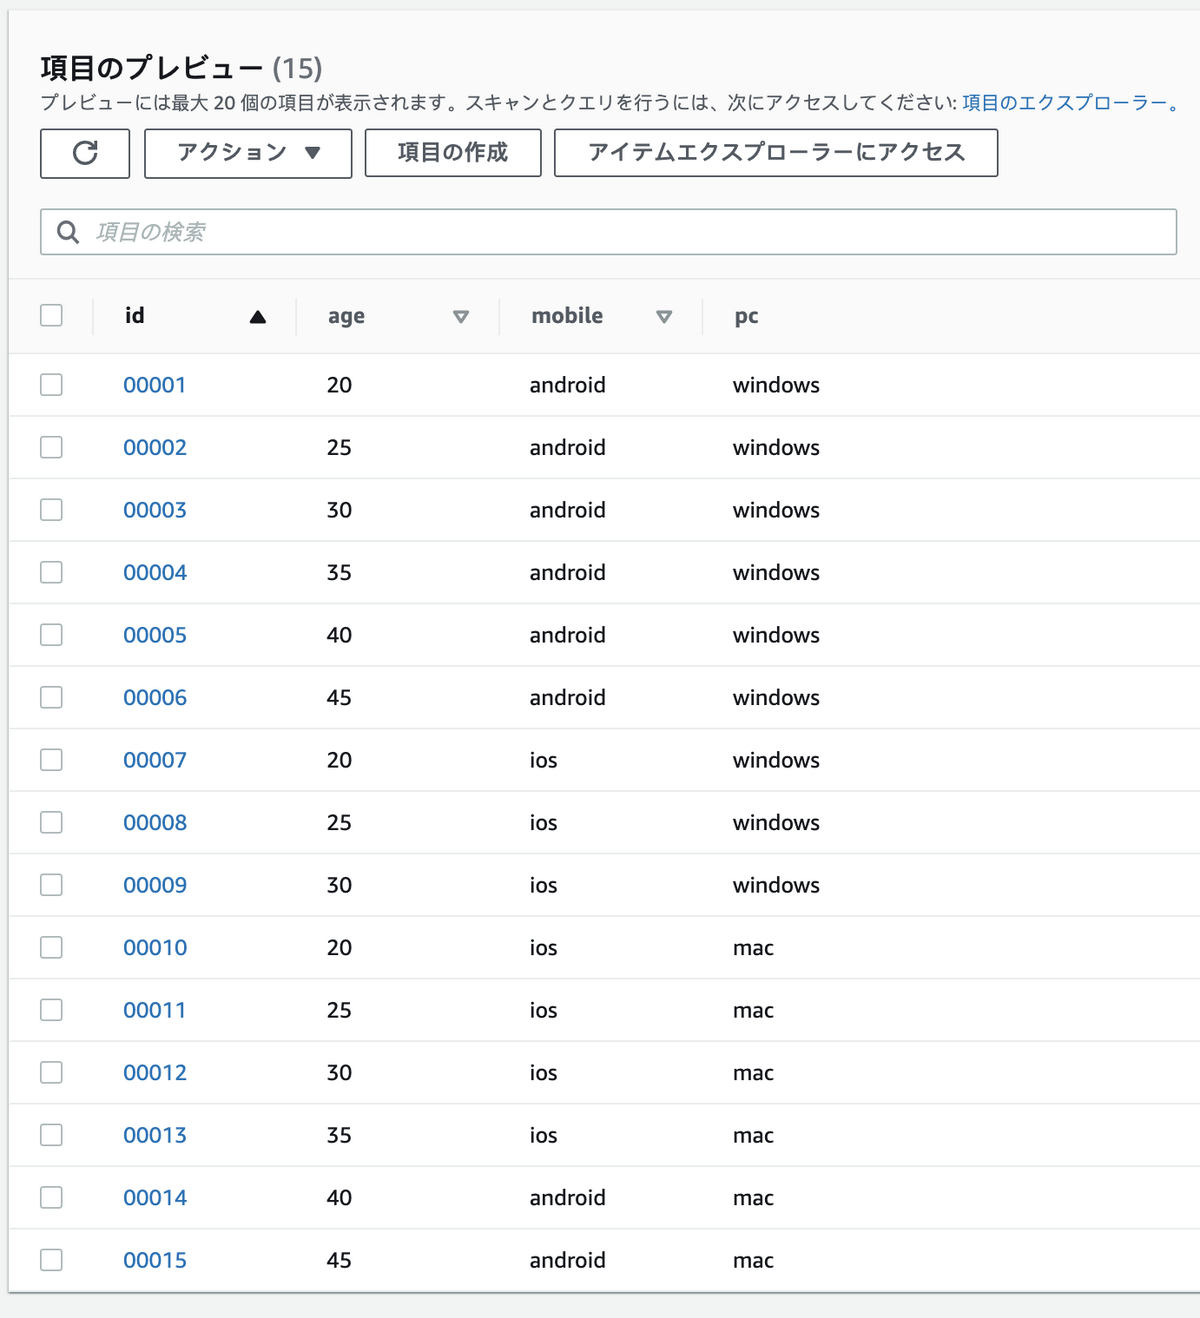 項目のプレビュー (15)
プレビューには最大 20 個の項目が表示されます。スキャンとクエリを行うには、次にアクセスしてください: 項目のエクスプローラー。
アクション 項目の作成 アイテムエクスプローラーにアクセス
項目の検索
id age mobile pc
00001 20 android windows
00002 25 android windows
00003 30 android windows
00004 35 android windows
00005 40 android windows
00006 45 android windows
00007 20 ios windows
00008 25 ios windows
00009 30 ios windows
00010 20 ios mac
00011 25 ios mac
00012 30 ios mac
00013 35 ios mac
00014 40 android mac
00015 45 android mac